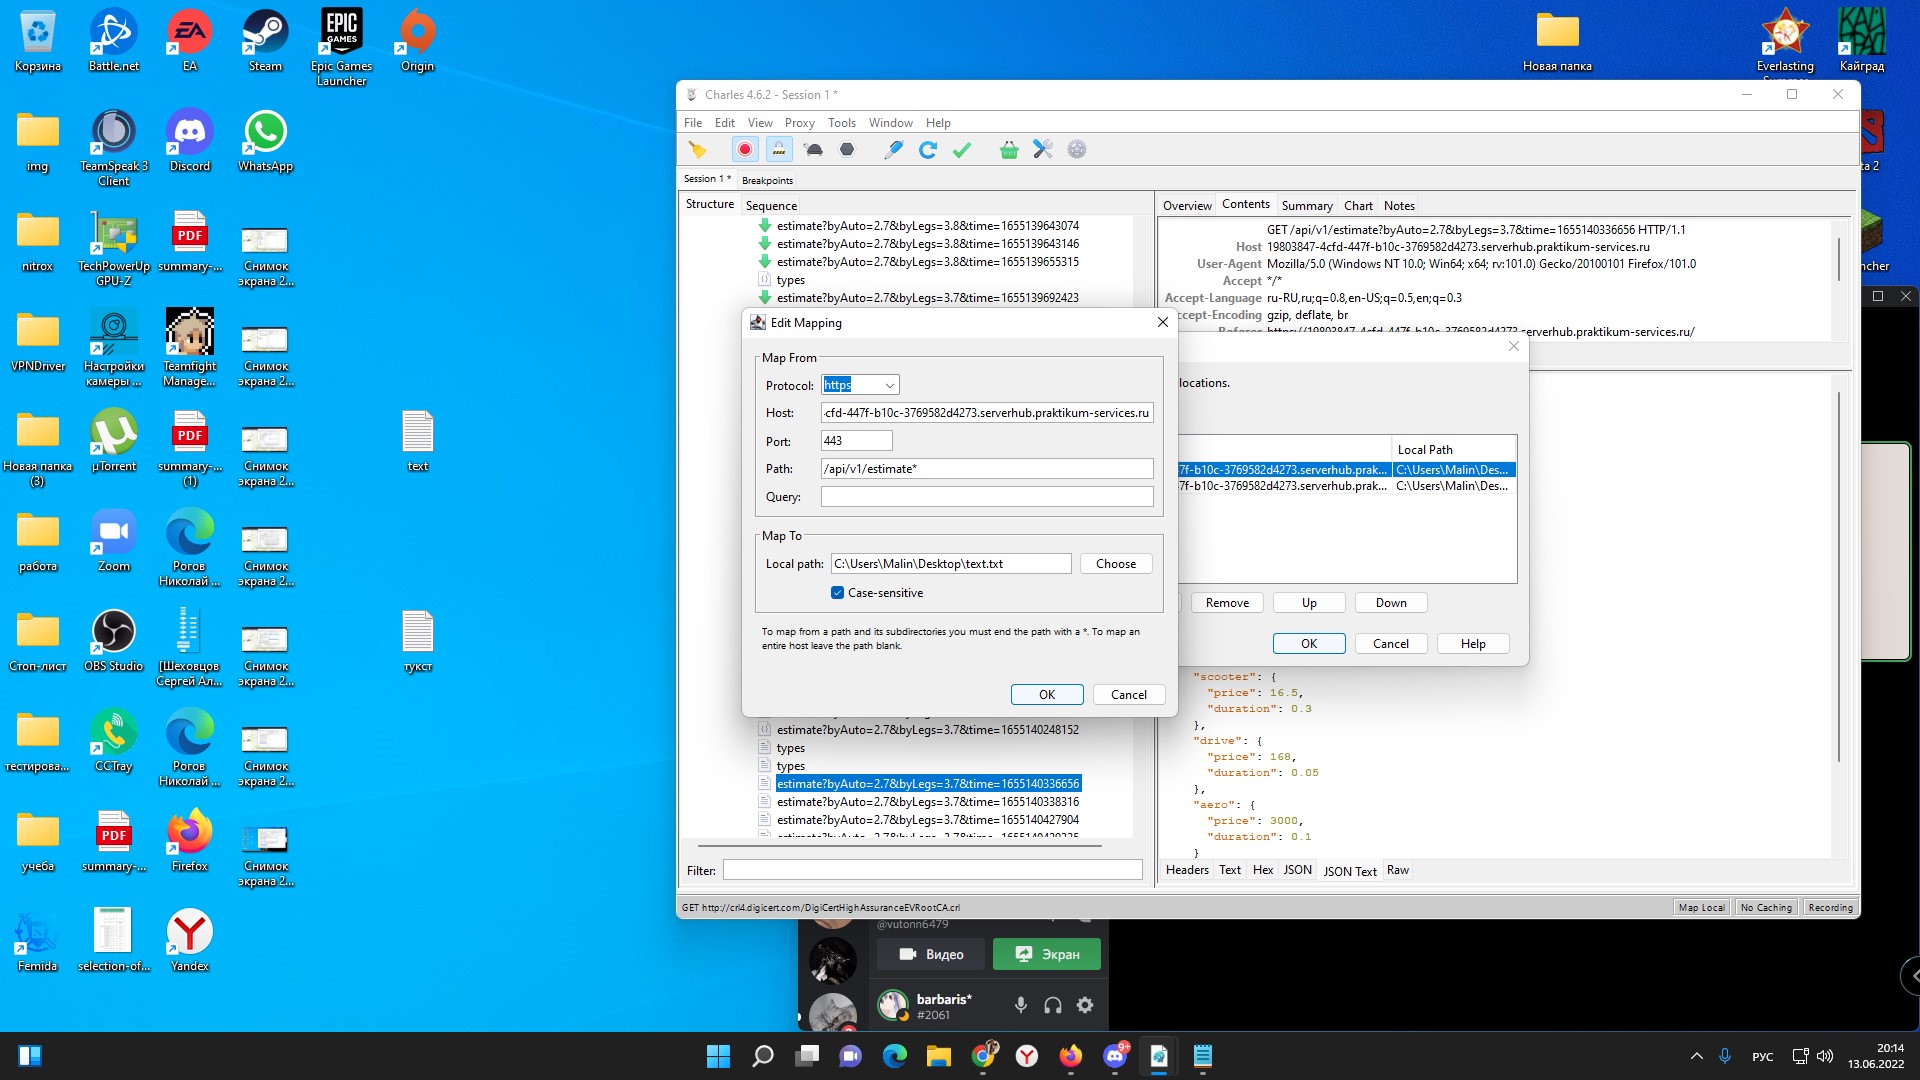 Корзина
Battle.net
EA
Steam
Epic Games Launcher
Origin
Новая папка
Everlasting
Кайград
img
TeamSpeak 3 Client
Discord
WhatsApp
nitrox
TechPowerUp GPU-Z
summary-...
Снимок экрана 2...
VPNDriver
Настройки камеры ...
Teamfight Manage...
Снимок экрана 2...
Новая папка (3)
µTorrent
summary-... (1)
Снимок экрана 2...
text
работа
Zoom
Рогов Николай ...
Снимок экрана 2...
Стоп-лист
OBS Studio
[Шеховцов Сергей Ал...
Снимок экрана 2...
тукст
тестирова...
CCTray
Рогов Николай ...
Снимок экрана 2...
учеба
summary-...
Firefox
Снимок экрана 2...
Femida
selection-of...
Yandex
Charles 4.6.2 - Session 1 *
File Edit View Proxy Tools Window Help
Session 1 * Breakpoints
Structure Sequence
estimate?byAuto=2.7&byLegs=3.8&time=1655139643074
estimate?byAuto=2.7&byLegs=3.8&time=1655139643146
estimate?byAuto=2.7&byLegs=3.8&time=1655139655315
types
estimate?byAuto=2.7&byLegs=3.7&time=1655139692423
Overview Contents Summary Chart Notes
GET /api/v1/estimate?byAuto=2.7&byLegs=3.7&time=1655140336656 HTTP/1.1
Host 19803847-4cfd-447f-b10c-3769582d4273.serverhub.praktikum-services.ru
User-Agent Mozilla/5.0 (Windows NT 10.0; Win64; x64; rv:101.0) Gecko/20100101 Firefox/101.0
Accept */*
Accept-Language ru-RU,ru;q=0.8,en-US;q=0.5,en;q=0.3
Accept-Encoding gzip, deflate, br
Referer https://19803847-4cfd-447f-b10c-3769582d4273.serverhub.praktikum-services.ru/
Edit Mapping
Map From
Protocol: https
Host: cfd-447f-b10c-3769582d4273.serverhub.praktikum-services.ru
Port: 443
Path: /api/v1/estimate*
Query:
Map To
Local path: C:\Users\Malin\Desktop\text.txt Choose
Case-sensitive
To map from a path and its subdirectories you must end the path with a *. To map an
entire host leave the path blank.
OK Cancel
locations.
Local Path
7f-b10c-3769582d4273.serverhub.prak... C:\Users\Malin\Des...
7f-b10c-3769582d4273.serverhub.prak... C:\Users\Malin\Des...
Remove Up Down
OK Cancel Help
estimate?byAuto=2.7&byLegs=3.7&time=1655140248152
types
types
estimate?byAuto=2.7&byLegs=3.7&time=1655140336656
estimate?byAuto=2.7&byLegs=3.7&time=1655140338316
estimate?byAuto=2.7&byLegs=3.7&time=1655140427904
"scooter": {
"price": 16.5,
"duration": 0.3
},
"drive": {
"price": 168,
"duration": 0.05
},
"aero": {
"price": 3000,
"duration": 0.1
}
Filter:
Headers Text Hex JSON JSON Text Raw
GET http://crl4.digicert.com/DigiCertHighAssuranceEVRootCA.crl
Map Local No Caching Recording
@vutonn6479
Видео
Экран
barbaris*
#2061
9+
РУС
20:14
13.06.2022